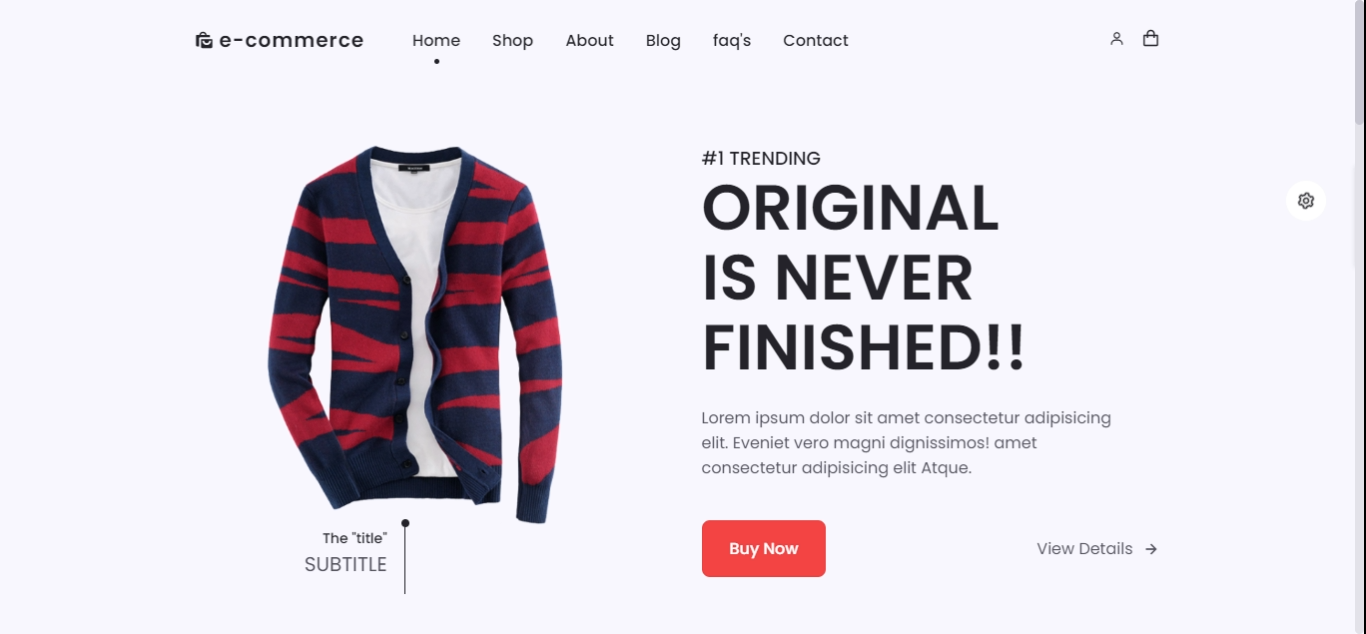 e-commerce
Home
Shop
About
Blog
faq's
Contact
#1 TRENDING
ORIGINAL
IS NEVER
FINISHED!!
Lorem ipsum dolor sit amet consectetur adipisicing
elit. Eveniet vero magni dignissimos! amet
consectetur adipisicing elit Atque.
Buy Now
View Details
The "title"
SUBTITLE